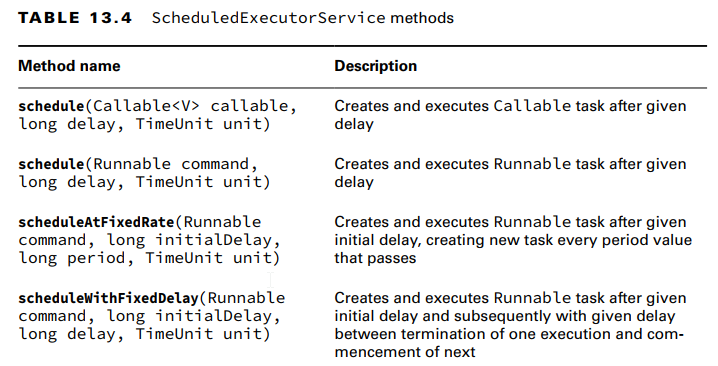 TABLE 13.4 ScheduledExecutorService methods
Method name Description
schedule(Callable<V> callable, Creates and executes Callable task after given
long delay, TimeUnit unit) delay
schedule(Runnable command, Creates and executes Runnable task after given
long delay, TimeUnit unit) delay
scheduleAtFixedRate(Runnable Creates and executes Runnable task after given
command, long initialDelay, initial delay, creating new task every period value
long period, TimeUnit unit) that passes
scheduleWithFixedDelay(Runnable Creates and executes Runnable task after given
command, long initialDelay, initial delay and subsequently with given delay
long delay, TimeUnit unit) between termination of one execution and com-
mencement of next